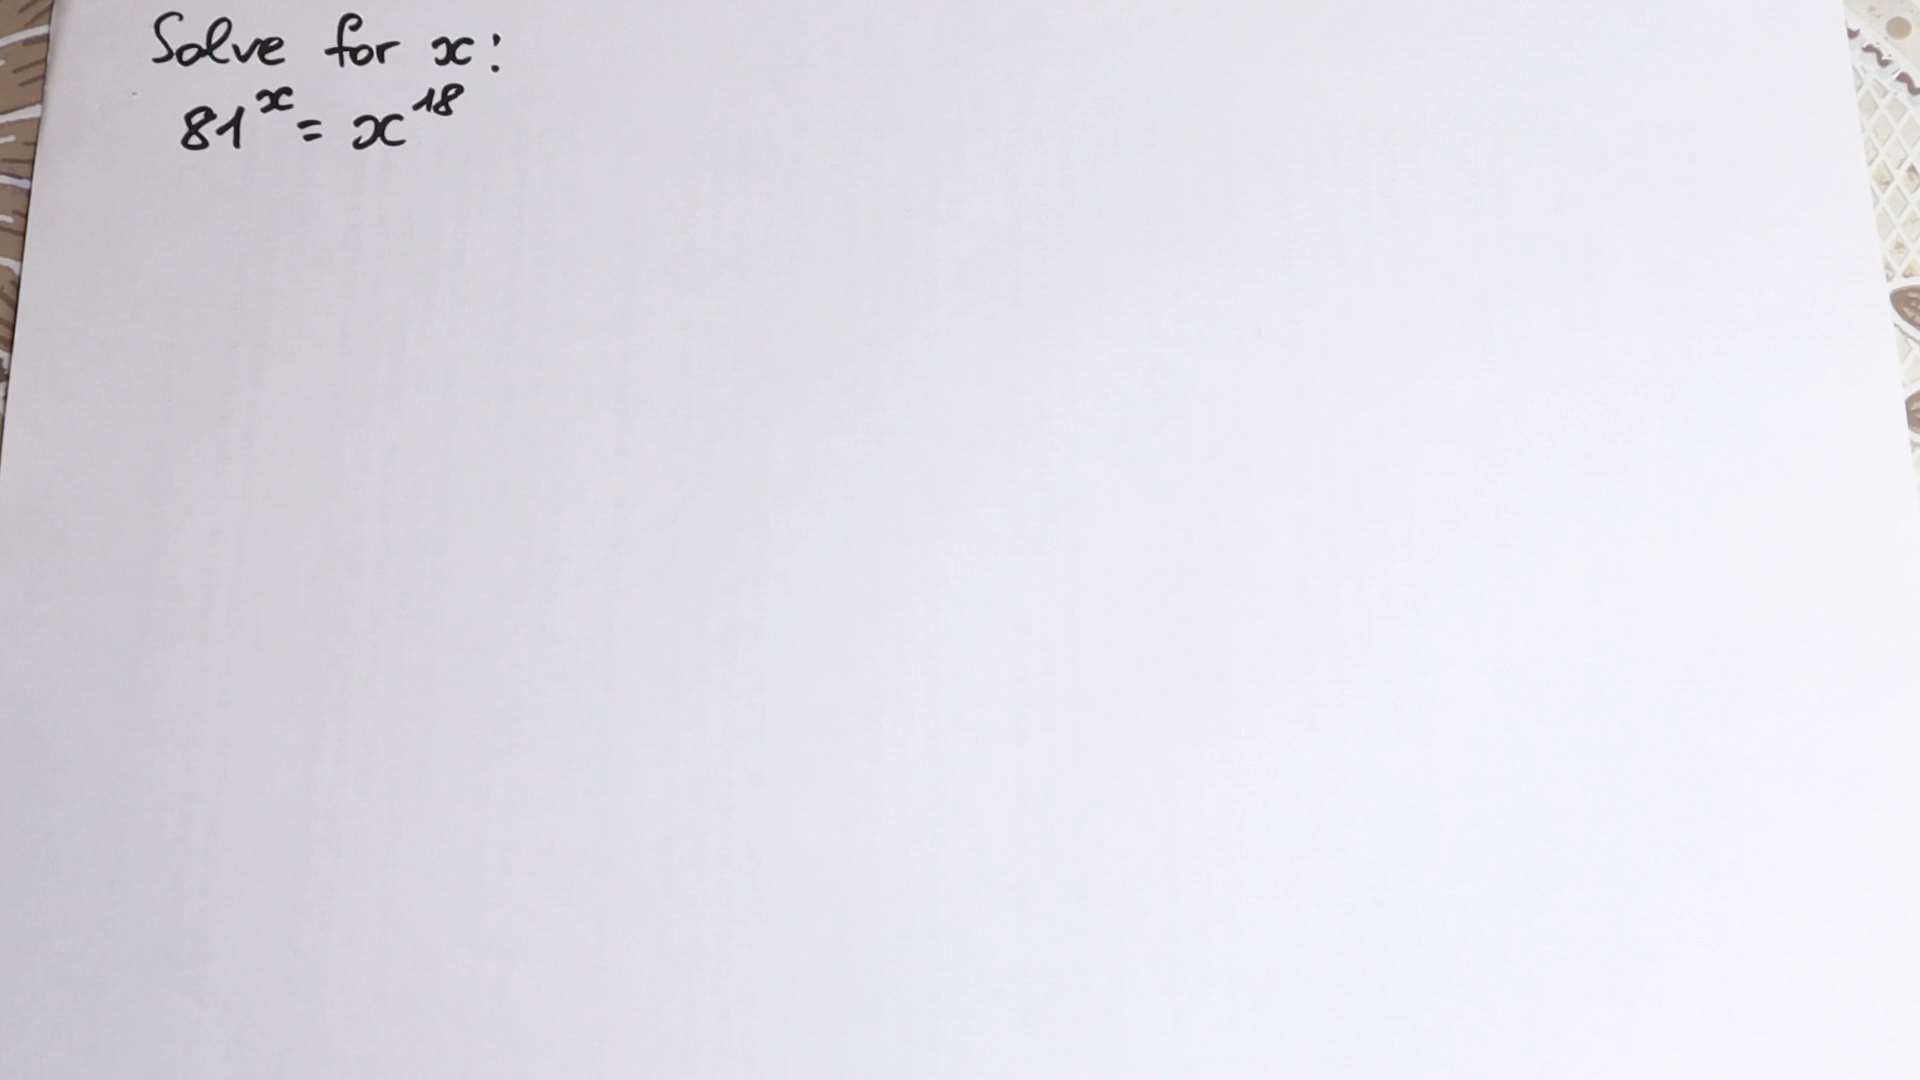 Solve for x:
81^x = x^18